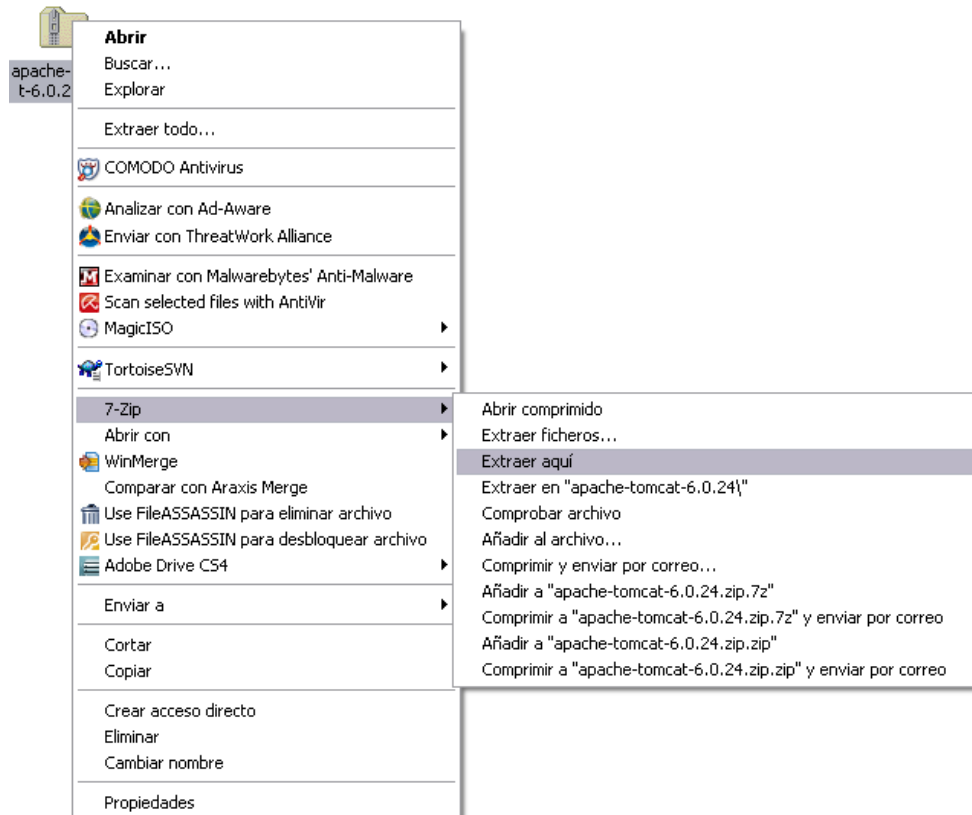 apache-
t-6.0.2
Abrir
Buscar...
Explorar
Extraer todo...
COMODO Antivirus
Analizar con Ad-Aware
Enviar con ThreatWork Alliance
Examinar con Malwarebytes' Anti-Malware
Scan selected files with AntiVir
MagicISO
TortoiseSVN
7-Zip
Abrir con
WinMerge
Comparar con Araxis Merge
Use FileASSASSIN para eliminar archivo
Use FileASSASSIN para desbloquear archivo
Adobe Drive CS4
Enviar a
Cortar
Copiar
Crear acceso directo
Eliminar
Cambiar nombre
Propiedades
Abrir comprimido
Extraer ficheros...
Extraer aquí
Extraer en "apache-tomcat-6.0.24\"
Comprobar archivo
Añadir al archivo...
Comprimir y enviar por correo...
Añadir a "apache-tomcat-6.0.24.zip.7z"
Comprimir a "apache-tomcat-6.0.24.zip.7z" y enviar por correo
Añadir a "apache-tomcat-6.0.24.zip.zip"
Comprimir a "apache-tomcat-6.0.24.zip.zip" y enviar por correo